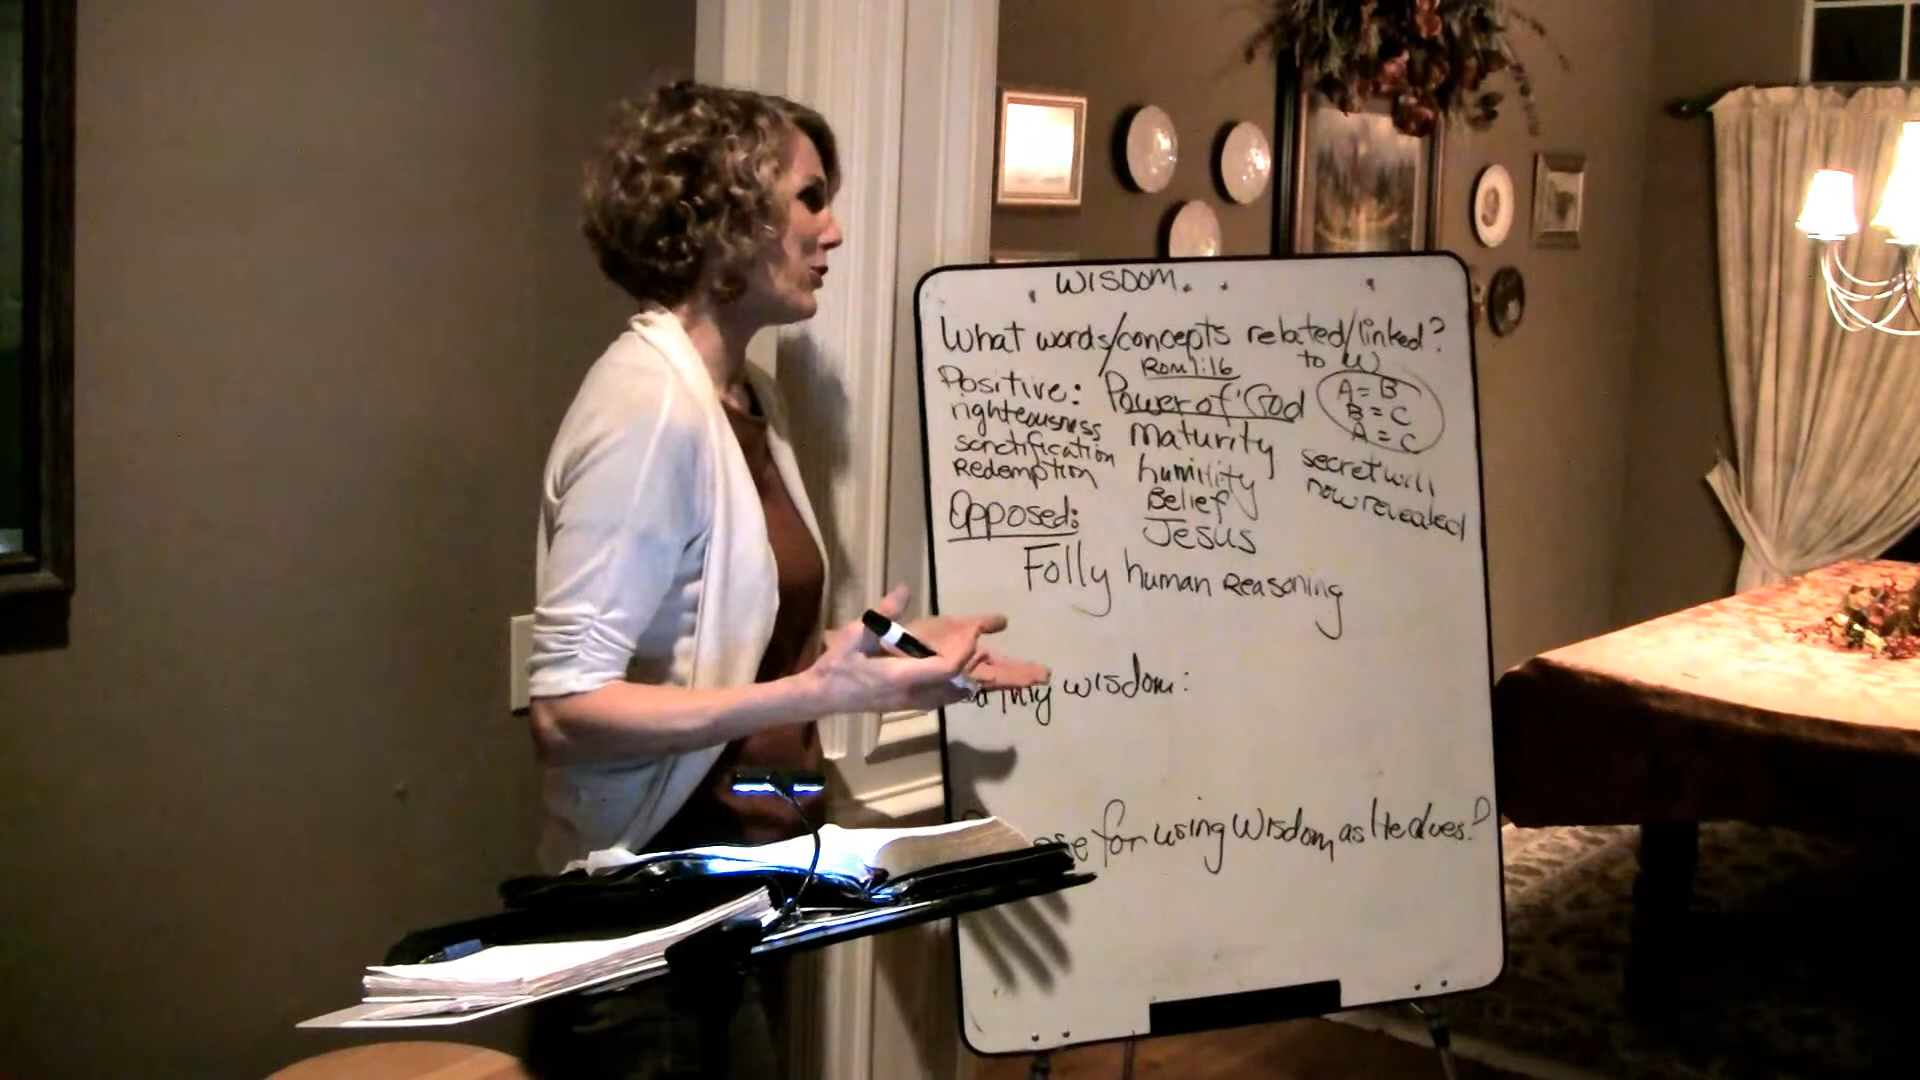 WISDOM
What words/concepts related/linked?
to W
Rom 1:16
Positive: Power of God
A = B
B = C
A = C
righteousness maturity
sanctification humility secret will
Redemption Belief now revealed
Opposed: Jesus
Folly human Reasoning
wisdom:
for using Wisdom as He does?